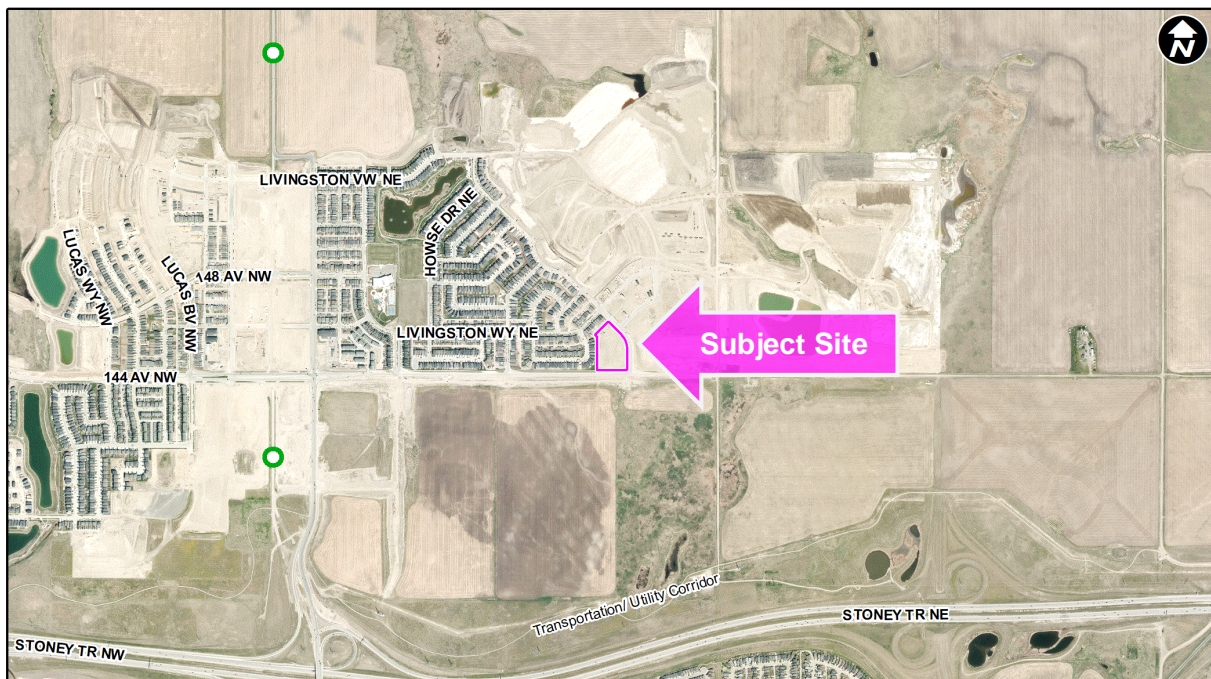 N
LIVINGSTON VW NE
HOWSE DR NE
LUCAS WY NW
LUCAS BV NW
148 AV NW
LIVINGSTON WY NE
Subject Site
144 AV NW
Transportation/ Utility Corridor
STONEY TR NE
STONEY TR NW